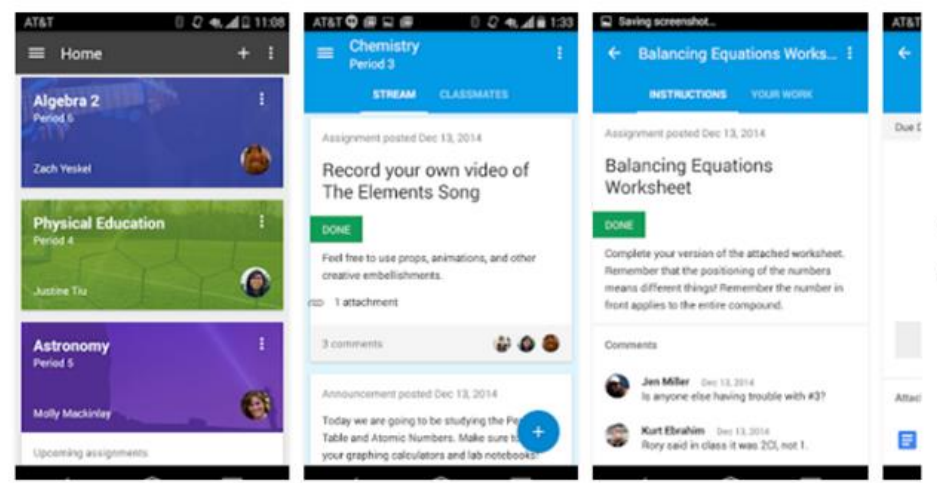 AT&T 11:08
Home
Algebra 2
Period 6
Zach Yeskel
Physical Education
Period 4
Justine Tiu
Astronomy
Period 5
Molly Mackinlay
Upcoming assignments
AT&T 1:33
Chemistry
Period 3
STREAM CLASSMATES
Assignment posted Dec 13, 2014
Record your own video of
The Elements Song
DONE
Feel free to use props, animations, and other
creative embellishments.
1 attachment
3 comments
Announcement posted Dec 13, 2014
Today we are going to be studying the Pe
Table and Atomic Numbers. Make sure to
your graphing calculators and lab notebooks!
Saving screenshot...
Balancing Equations Works...
INSTRUCTIONS YOUR WORK
Assignment posted Dec 13, 2014
Balancing Equations
Worksheet
DONE
Complete your version of the attached worksheet.
Remember that the positioning of the numbers
means different things! Remember the number in
front applies to the entire compound.
Comments
Jen Miller Dec 13, 2014
Is anyone else having trouble with #3?
Kurt Ebrahim Dec 13, 2014
Rory said in class it was 2Cl, not 1.
AT&T
Due D
Attac